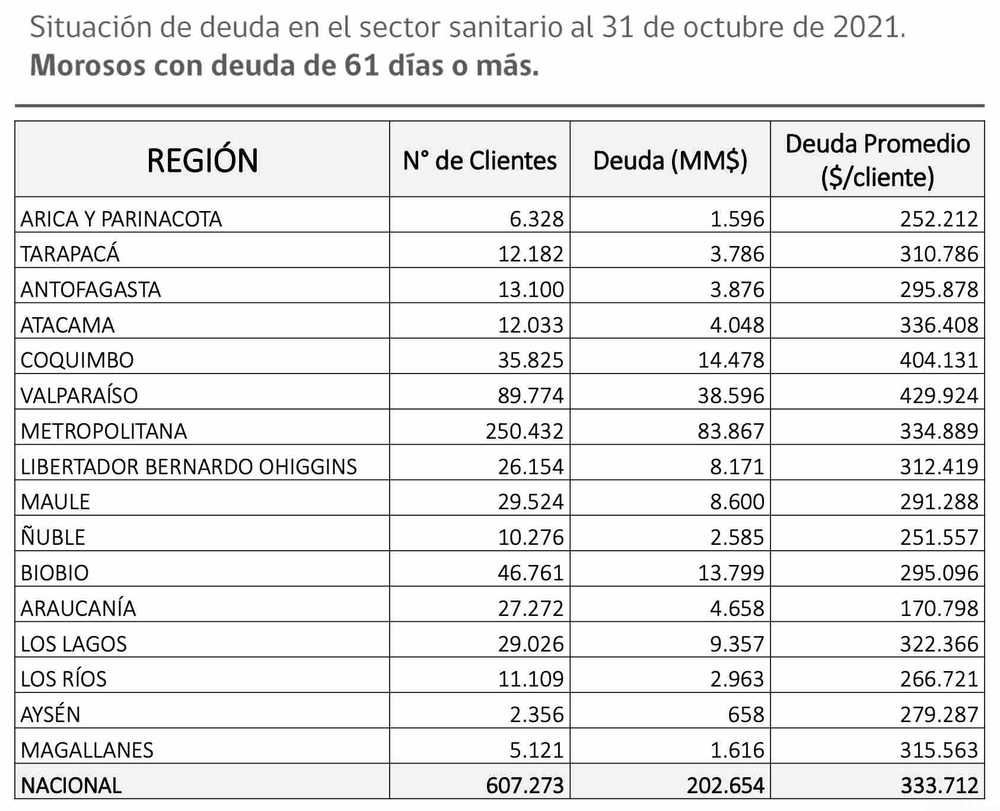 Situación de deuda en el sector sanitario al 31 de octubre de 2021.
Morosos con deuda de 61 días o más.
REGIÓN N° de Clientes Deuda (MM$) Deuda Promedio ($/cliente)
ARICA Y PARINACOTA 6.328 1.596 252.212
TARAPACÁ 12.182 3.786 310.786
ANTOFAGASTA 13.100 3.876 295.878
ATACAMA 12.033 4.048 336.408
COQUIMBO 35.825 14.478 404.131
VALPARAÍSO 89.774 38.596 429.924
METROPOLITANA 250.432 83.867 334.889
LIBERTADOR BERNARDO OHIGGINS 26.154 8.171 312.419
MAULE 29.524 8.600 291.288
ÑUBLE 10.276 2.585 251.557
BIOBIO 46.761 13.799 295.096
ARAUCANÍA 27.272 4.658 170.798
LOS LAGOS 29.026 9.357 322.366
LOS RÍOS 11.109 2.963 266.721
AYSÉN 2.356 658 279.287
MAGALLANES 5.121 1.616 315.563
NACIONAL 607.273 202.654 333.712